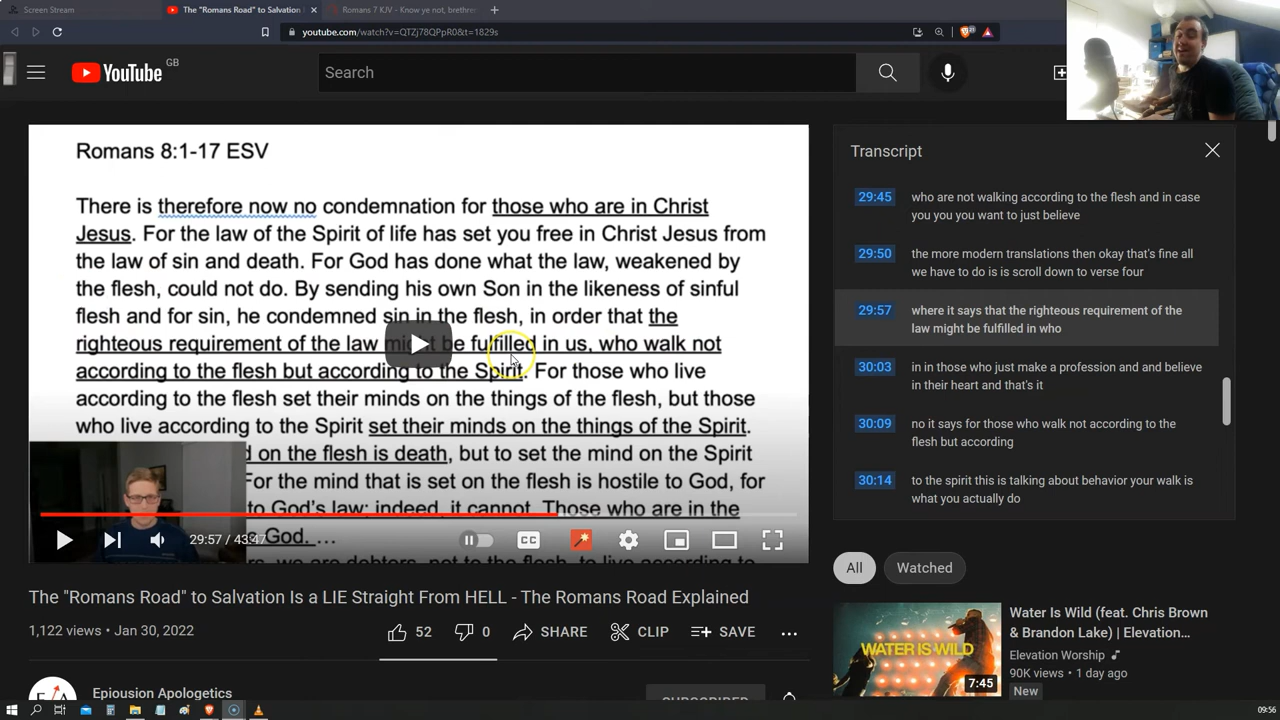 Screen Stream
The "Romans Road" to Salvation I
Romans 7 KJV - Know ye not, brethre
youtube.com/watch?v=QTZj78QPpR0&t=1829s
YouTube GB
Search
Romans 8:1-17 ESV
There is therefore now no condemnation for those who are in Christ
Jesus. For the law of the Spirit of life has set you free in Christ Jesus from
the law of sin and death. For God has done what the law, weakened by
the flesh, could not do. By sending his own Son in the likeness of sinful
flesh and for sin, he condemned sin in the flesh, in order that the
righteous requirement of the law might be fulfilled in us, who walk not
according to the flesh but according to the Spirit. For those who live
according to the flesh set their minds on the things of the flesh, but those
who live according to the Spirit set their minds on the things of the Spirit.
d on the flesh is death, but to set the mind on the Spirit
For the mind that is set on the flesh is hostile to God, for
to God's law; indeed, it cannot. Those who are in the
God. ...
rs, we are debtors, not to the flesh, to live according to
29:57 / 43:47
CC
The "Romans Road" to Salvation Is a LIE Straight From HELL - The Romans Road Explained
1,122 views • Jan 30, 2022
52
0
SHARE
CLIP
SAVE
Epiousion Apologetics
SUBSCRIBED
Transcript
29:45
who are not walking according to the flesh and in case
you you you want to just believe
29:50
the more modern translations then okay that's fine all
we have to do is is scroll down to verse four
29:57
where it says that the righteous requirement of the
law might be fulfilled in who
30:03
in in those who just make a profession and and believe
in their heart and that's it
30:09
no it says for those who walk not according to the
flesh but according
30:14
to the spirit this is talking about behavior your walk is
what you actually do
All
Watched
WATER IS WILD
7:45
Water Is Wild (feat. Chris Brown
& Brandon Lake) | Elevation...
Elevation Worship
90K views • 1 day ago
New
09:56